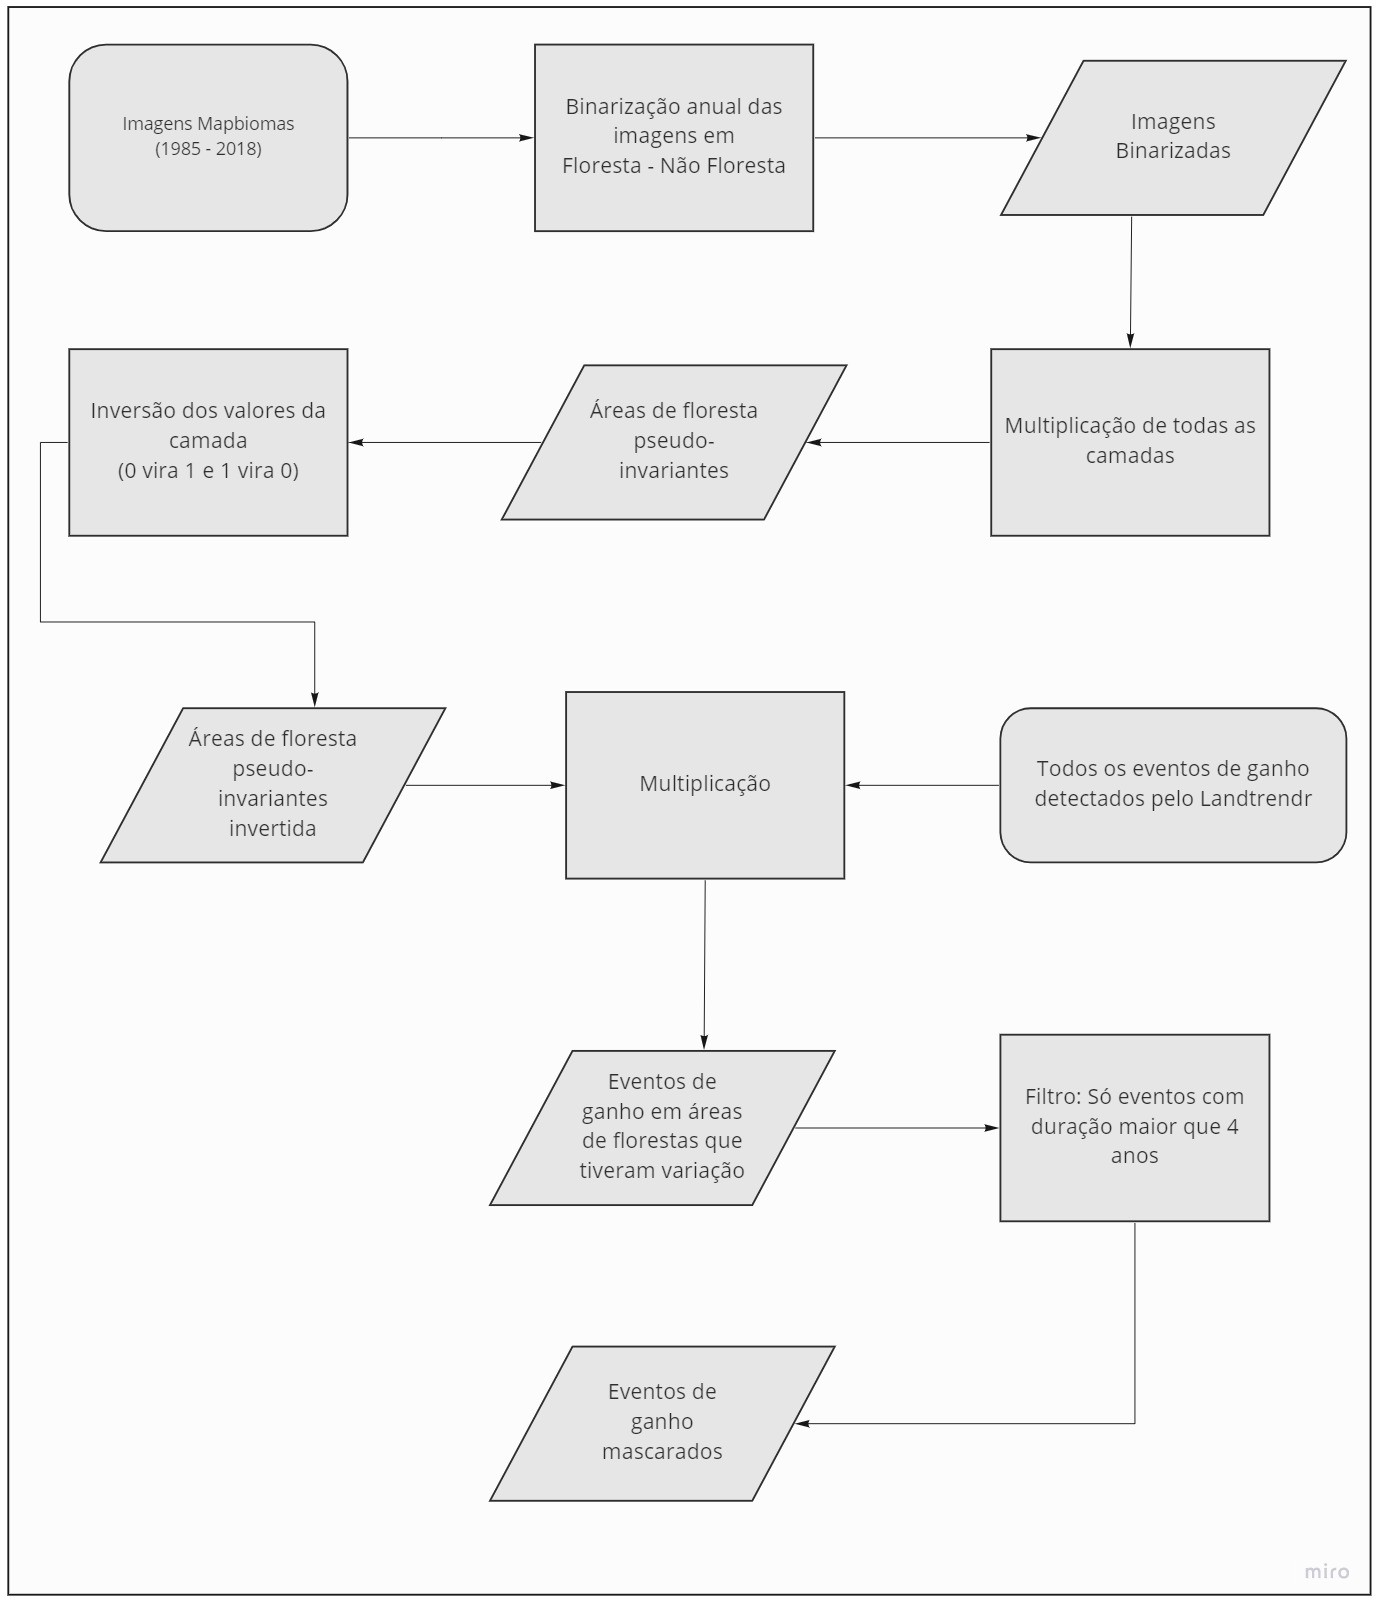 Imagens Mapbiomas
(1985 - 2018)
Binarização anual das
imagens em
Floresta - Não Floresta
Imagens
Binarizadas
Inversão dos valores da
camada
(0 vira 1 e 1 vira 0)
Áreas de floresta
pseudo-
invariantes
Multiplicação de todas as
camadas
Áreas de floresta
pseudo-
invariantes
invertida
Multiplicação
Todos os eventos de ganho
detectados pelo Landtrendr
Eventos de
ganho em áreas
de florestas que
tiveram variação
Filtro: Só eventos com
duração maior que 4
anos
Eventos de
ganho
mascarados
miro